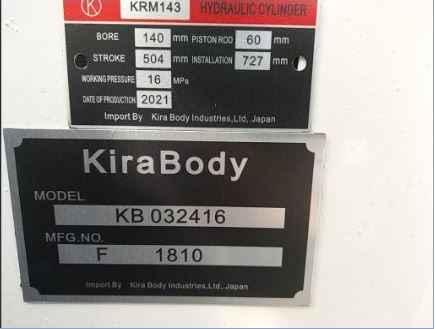 K KRM143 HYDRAULIC CYLINDER
BORE 140 mm PISTON ROD 60 mm
STROKE 504 mm INSTALLATION 727 mm
WORKING PRESSURE 16 MPa
DATE OF PRODUCTION 2021
Import By Kira Body Industries,Ltd, Japan
KiraBody
MODEL
KB 032416
MFG.NO.
F 1810
Import By Kira Body Industries,Ltd, Japan